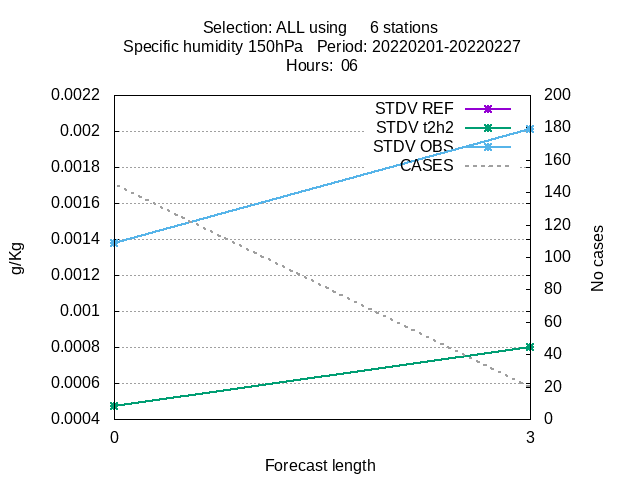 Selection: ALL using     6 stations
Specific humidity 150hPa   Period: 20220201-20220227
Hours:  06
0.0022
0.002
0.0018
0.0016
0.0014
0.0012
0.001
0.0008
0.0006
0.0004
g/Kg
STDV REF
STDV t2h2
STDV OBS
CASES
200
180
160
140
120
100
80
60
40
20
0
No cases
0 3
Forecast length